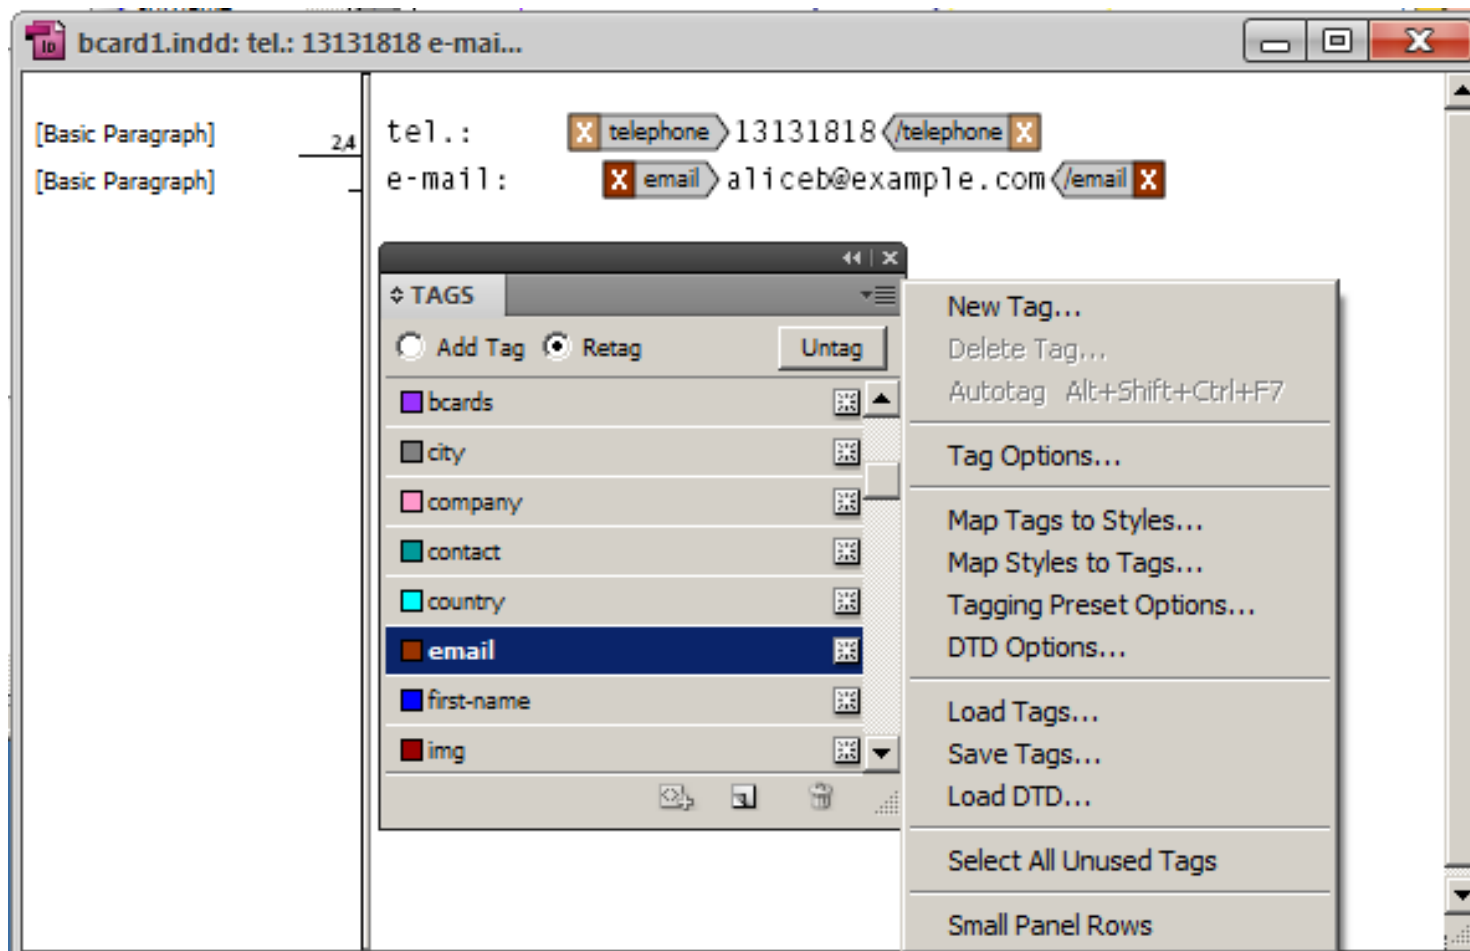 bcard1.indd: tel.: 13131818 e-mai...
[Basic Paragraph]
2,4
tel.: telephone 13131818 /telephone
[Basic Paragraph]
e-mail: email aliceb@example.com /email
TAGS
Add Tag Retag Untag
bcards
city
company
contact
country
email
first-name
img
New Tag...
Delete Tag...
Autotag Alt+Shift+Ctrl+F7
Tag Options...
Map Tags to Styles...
Map Styles to Tags...
Tagging Preset Options...
DTD Options...
Load Tags...
Save Tags...
Load DTD...
Select All Unused Tags
Small Panel Rows